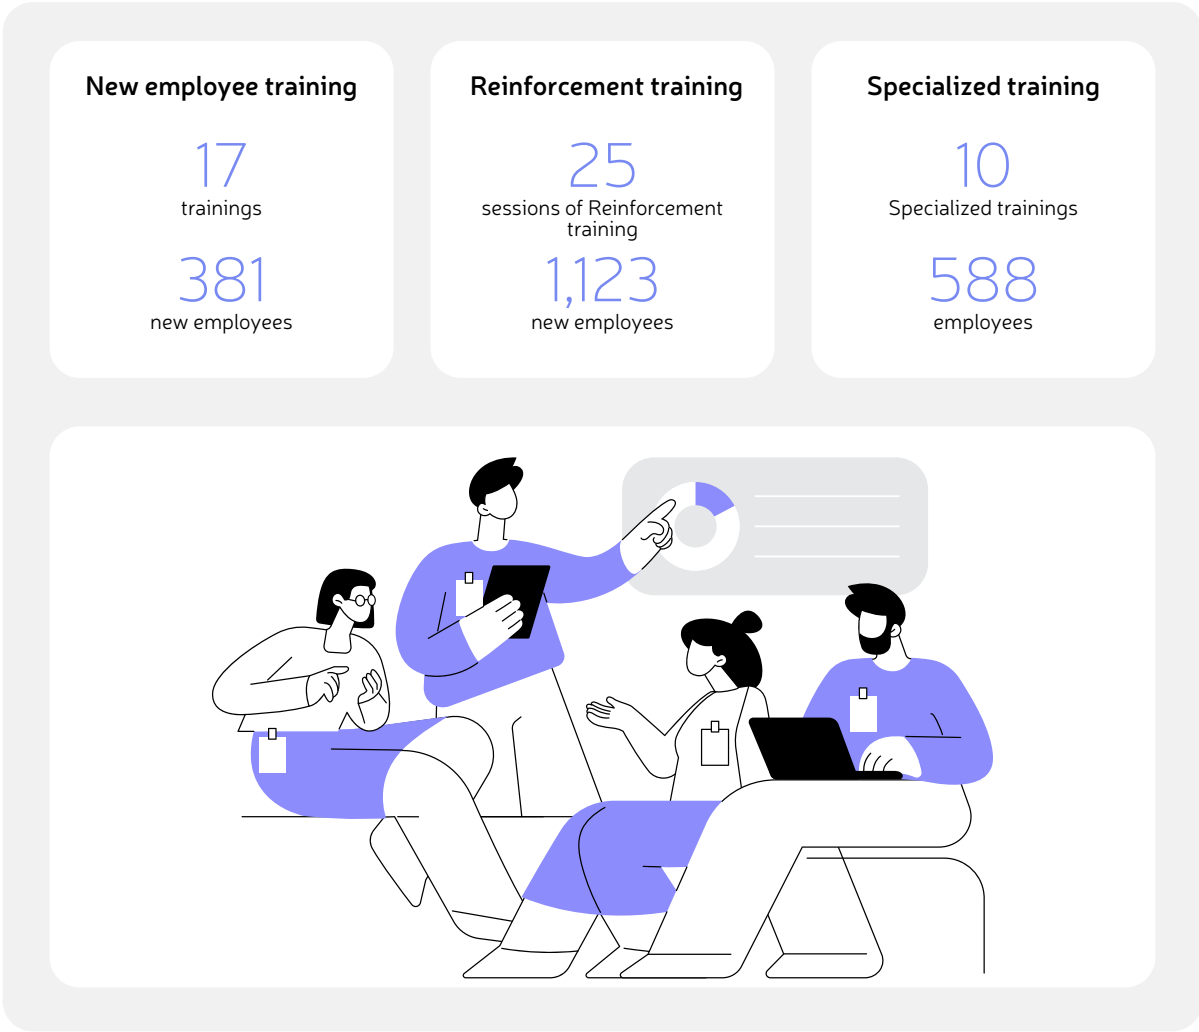 New employee training
17
trainings
381
new employees
Reinforcement training
25
sessions of Reinforcement
training
1,123
new employees
Specialized training
10
Specialized trainings
588
employees